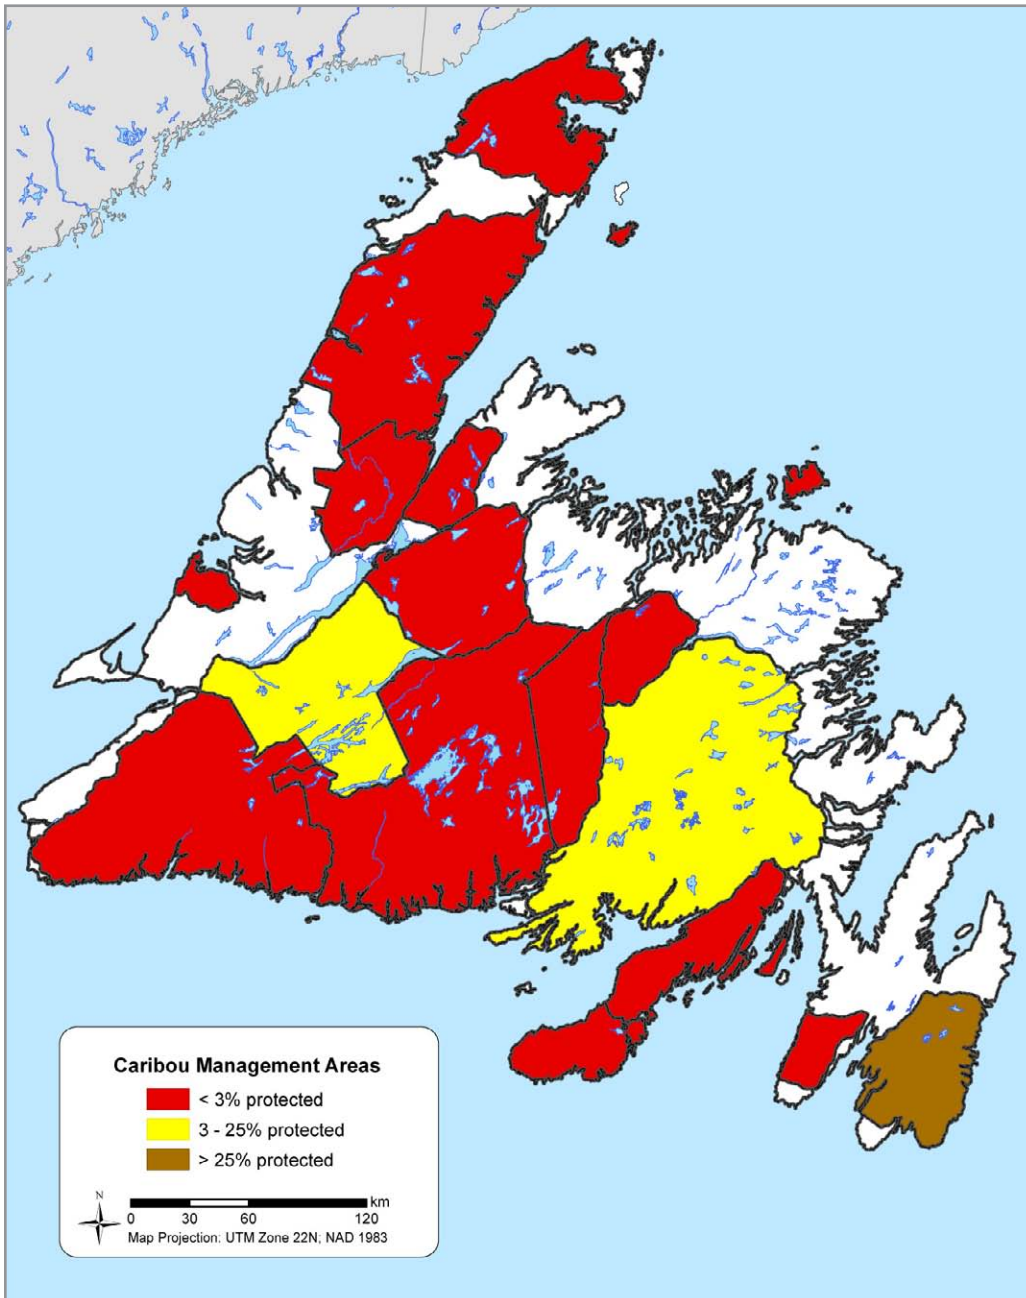 Caribou Management Areas
< 3% protected
3 - 25% protected
> 25% protected
N
km
0 30 60 120
Map Projection: UTM Zone 22N; NAD 1983